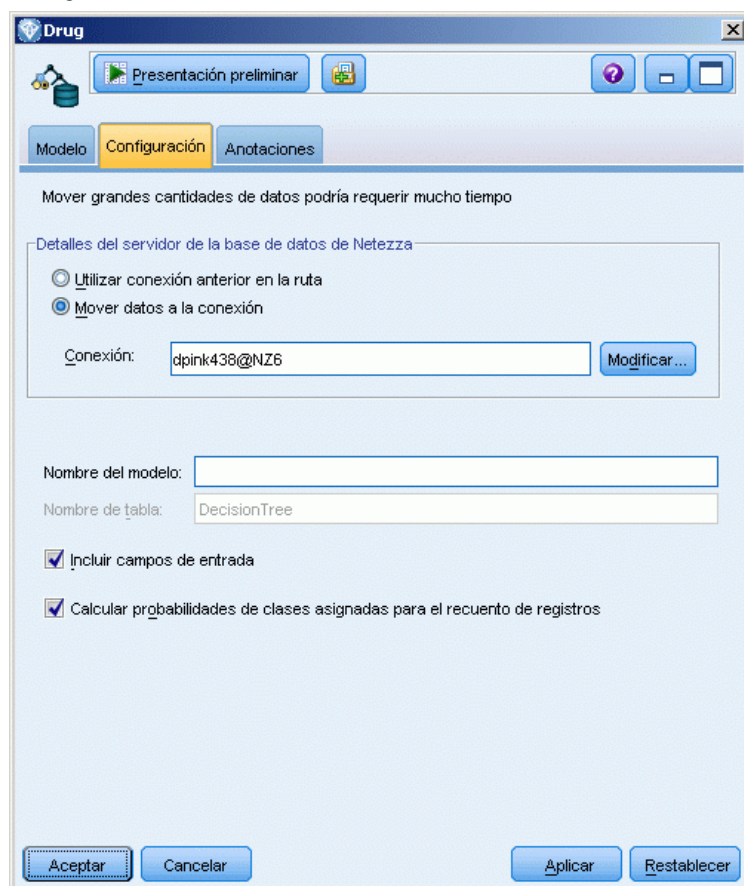 Drug
Presentación preliminar
Modelo Configuración Anotaciones
Mover grandes cantidades de datos podría requerir mucho tiempo
Detalles del servidor de la base de datos de Netezza
Utilizar conexión anterior en la ruta
Mover datos a la conexión
Conexión: dpink438@NZ6 Modificar...
Nombre del modelo:
Nombre de tabla: DecisionTree
Incluir campos de entrada
Calcular probabilidades de clases asignadas para el recuento de registros
Aceptar Cancelar Aplicar Restablecer